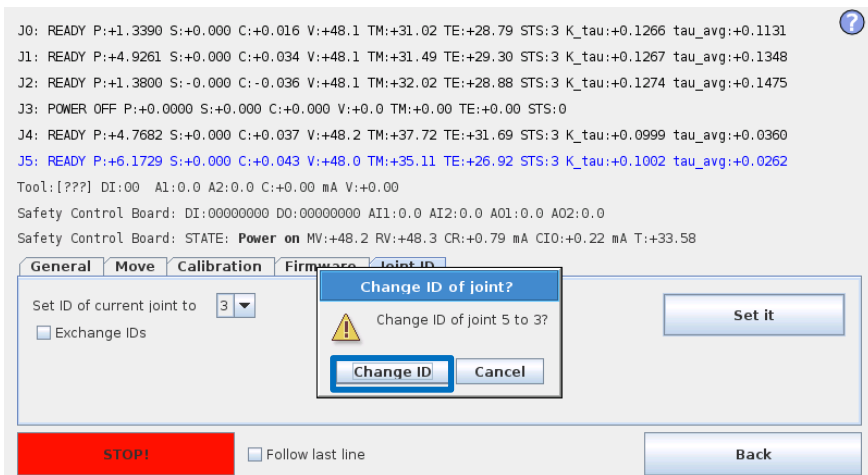 J0: READY P:+1.3390 S:+0.000 C:+0.016 V:+48.1 TM:+31.02 TE:+28.79 STS:3 K_tau:+0.1266 tau_avg:+0.1131
?
J1: READY P:+4.9261 S:+0.000 C:+0.034 V:+48.1 TM:+31.49 TE:+29.30 STS:3 K_tau:+0.1267 tau_avg:+0.1348
J2: READY P:+1.3800 S:-0.000 C:-0.036 V:+48.1 TM:+32.02 TE:+28.88 STS:3 K_tau:+0.1274 tau_avg:+0.1475
J3: POWER OFF P:+0.0000 S:+0.000 C:+0.000 V:+0.0 TM:+0.00 TE:+0.00 STS:0
J4: READY P:+4.7682 S:+0.000 C:+0.037 V:+48.2 TM:+37.72 TE:+31.69 STS:3 K_tau:+0.0999 tau_avg:+0.0360
J5: READY P:+6.1729 S:+0.000 C:+0.043 V:+48.0 TM:+35.11 TE:+26.92 STS:3 K_tau:+0.1002 tau_avg:+0.0262
Tool:[???] DI:00 A1:0.0 A2:0.0 C:+0.00 mA V:+0.00
Safety Control Board: DI:00000000 DO:00000000 AI1:0.0 AI2:0.0 AO1:0.0 AO2:0.0
Safety Control Board: STATE: Power on MV:+48.2 RV:+48.3 CR:+0.79 mA CIO:+0.22 mA T:+33.58
General Move Calibration Firmware Joint ID
Change ID of joint?
Set ID of current joint to 3
Change ID of joint 5 to 3?
Set it
Exchange IDs
Change ID Cancel
STOP! Follow last line Back